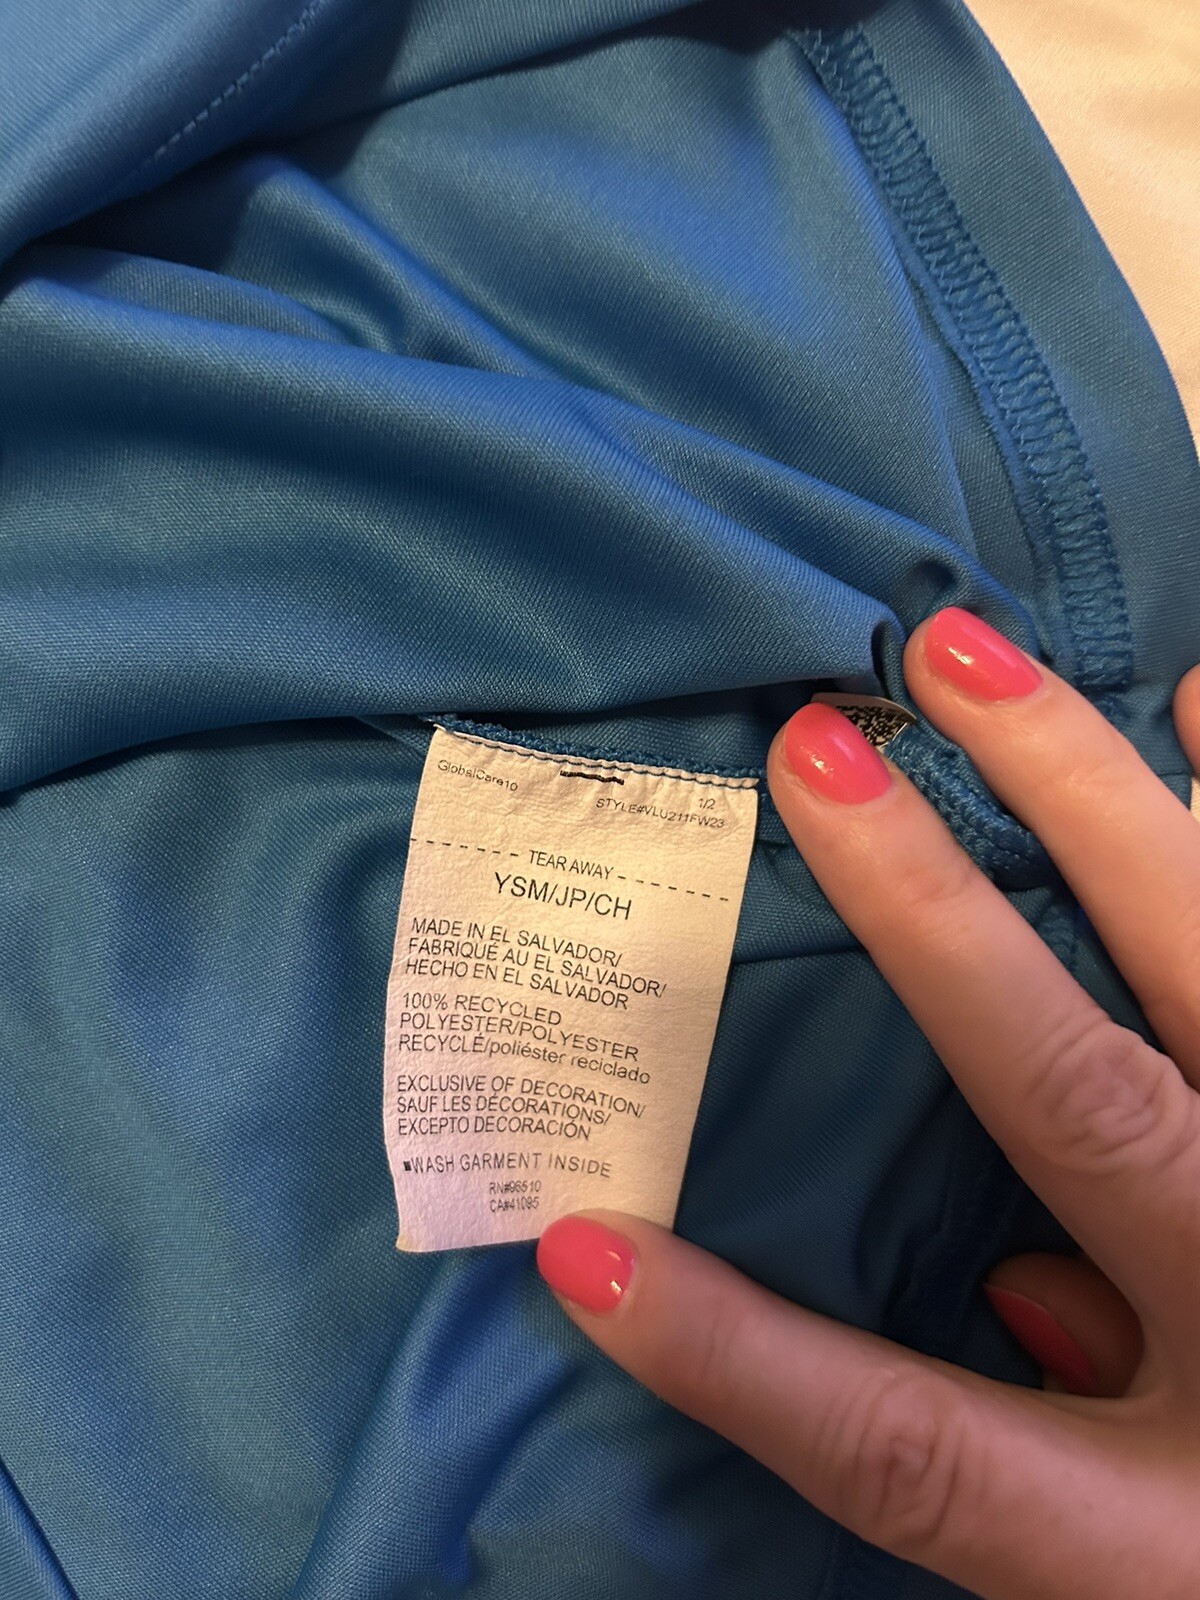 GlobalCare10
1/2
STYLE#VLU211FW23
TEAR AWAY
YSM/JP/CH
MADE IN EL SALVADOR/
FABRIQUÉ AU EL SALVADOR/
HECHO EN EL SALVADOR
100% RECYCLED
POLYESTER/POLYESTER
RECYCLÉ/poliéster reciclado
EXCLUSIVE OF DECORATION/
SAUF LES DÉCORATIONS/
EXCEPTO DECORACIÓN
WASH GARMENT INSIDE
RN#96510
CA#41095